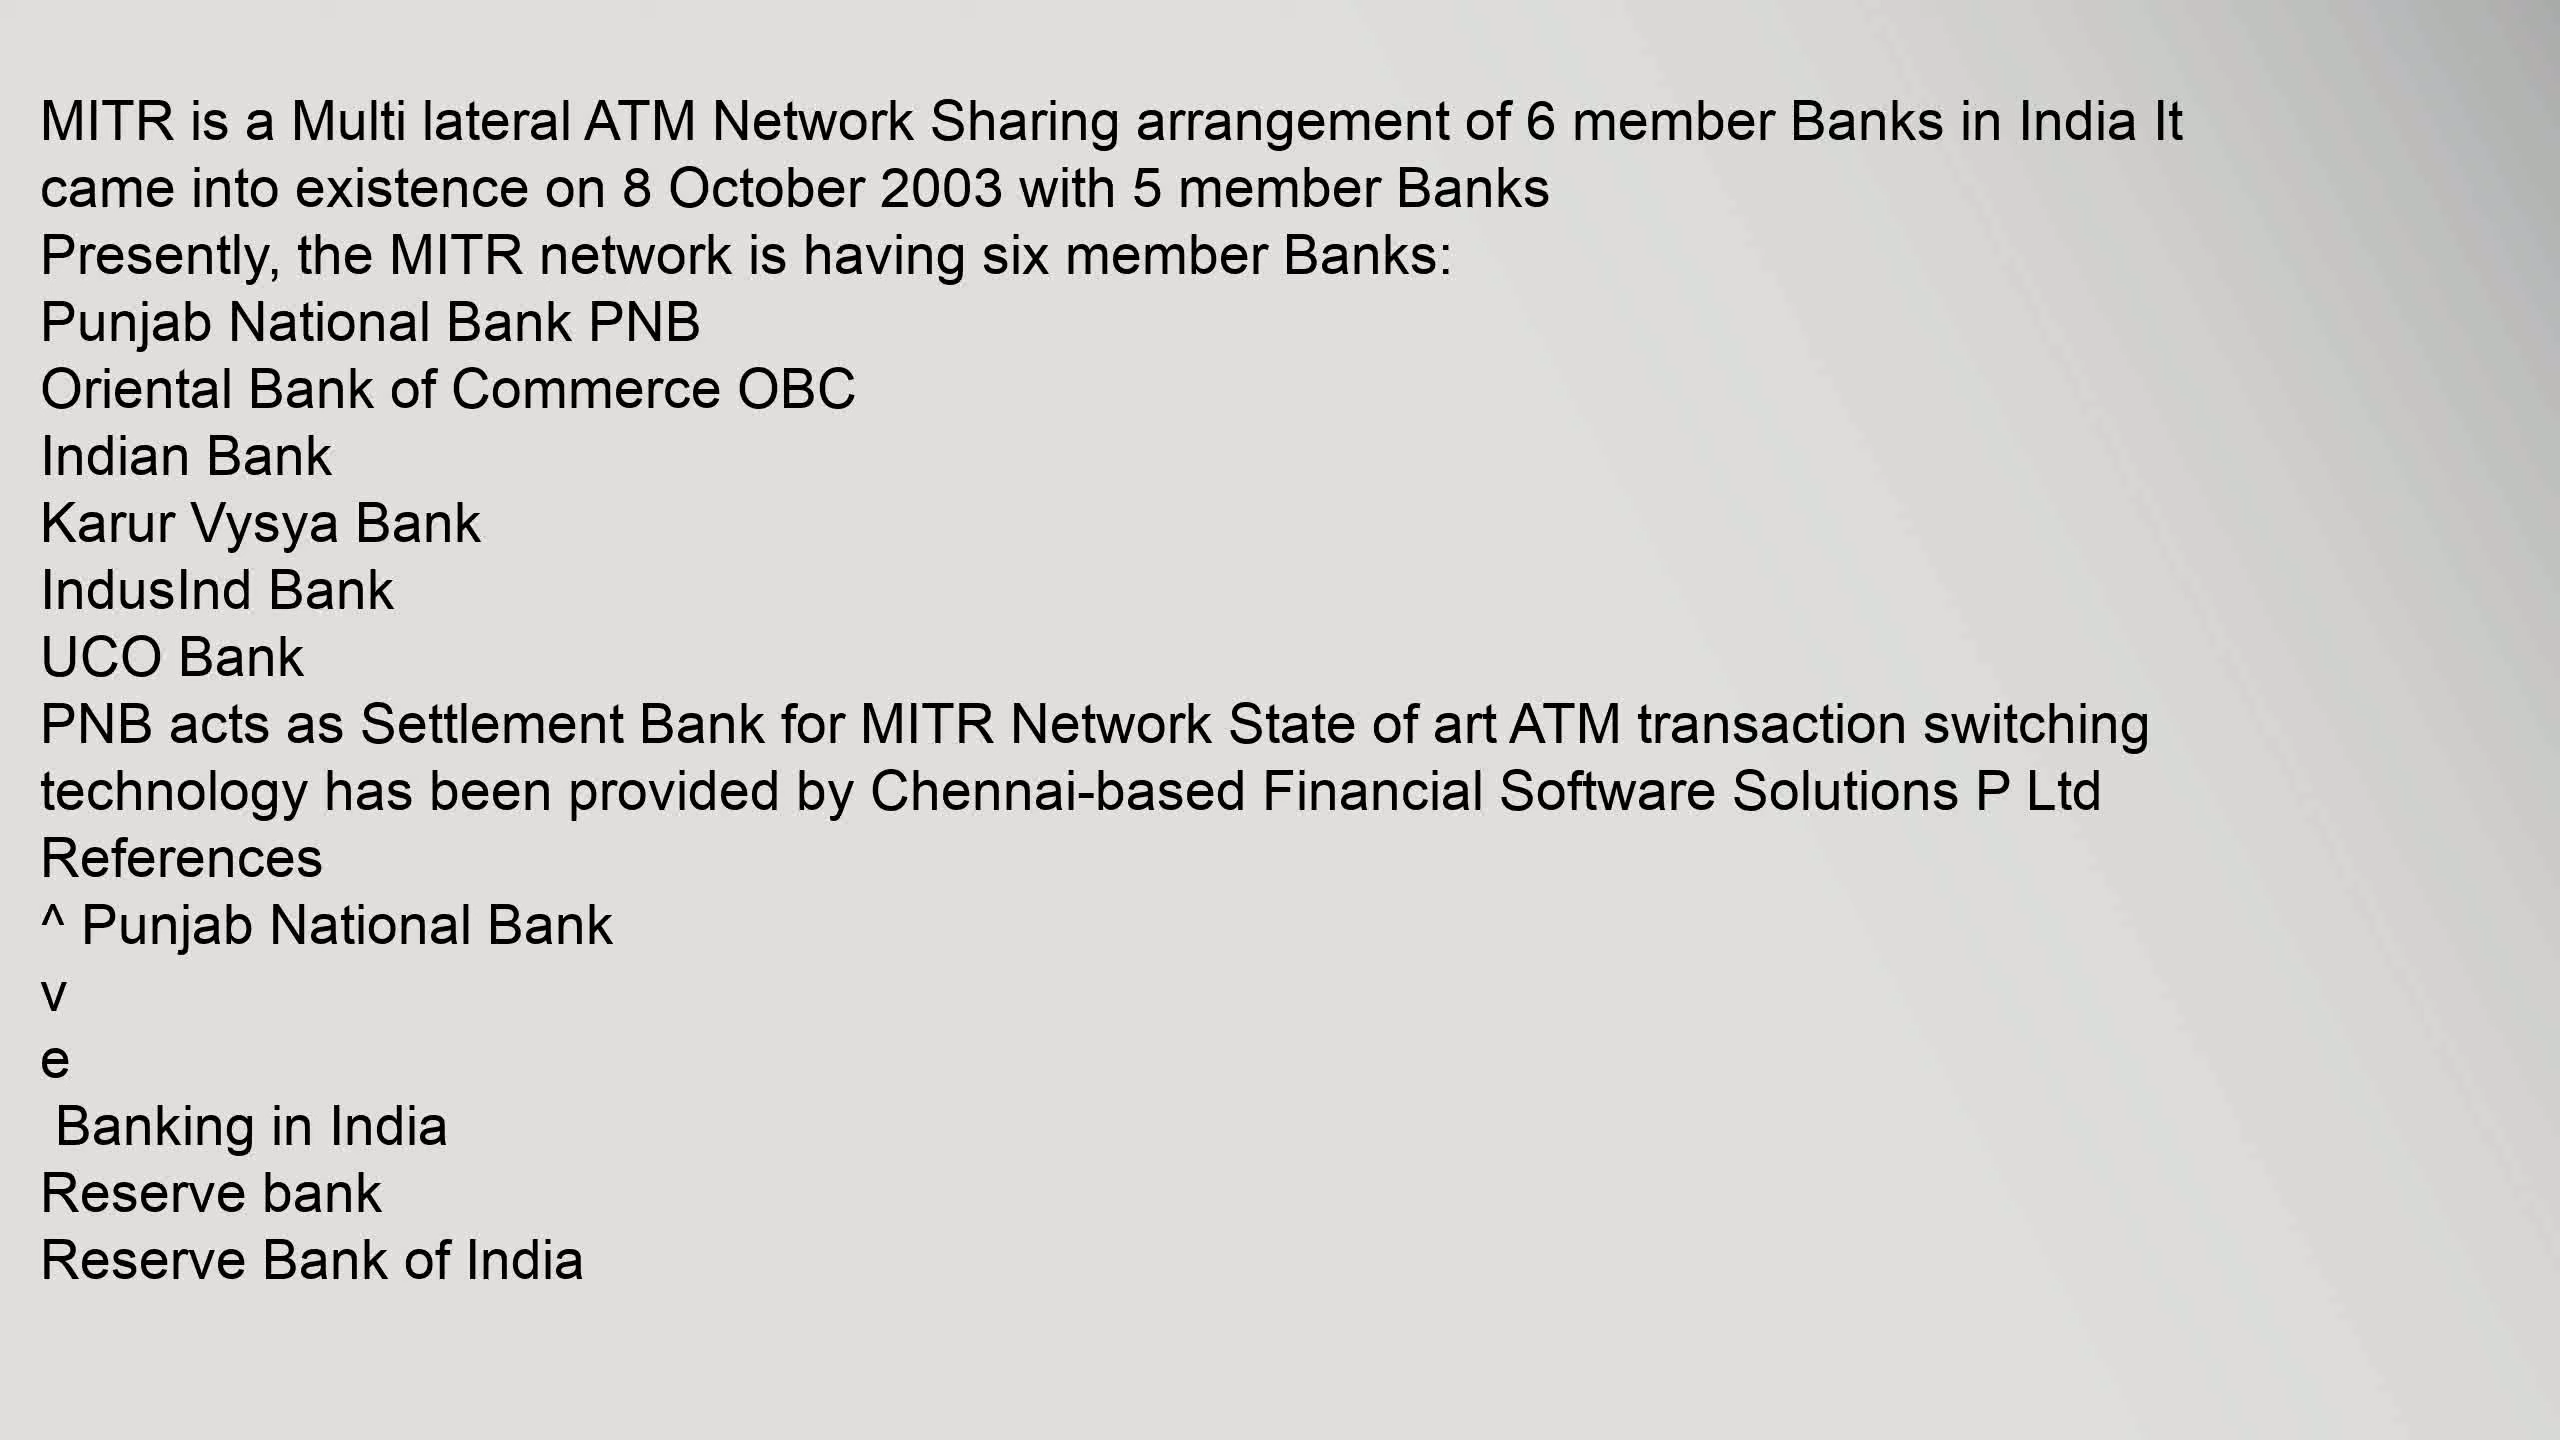 MITR is a Multi lateral ATM Network Sharing arrangement of 6 member Banks in India It
came into existence on 8 October 2003 with 5 member Banks
Presently, the MITR network is having six member Banks:
Punjab National Bank PNB
Oriental Bank of Commerce OBC
Indian Bank
Karur Vysya Bank
IndusInd Bank
UCO Bank
PNB acts as Settlement Bank for MITR Network State of art ATM transaction switching
technology has been provided by Chennai-based Financial Software Solutions P Ltd
References
^ Punjab National Bank
v
e
Banking in India
Reserve bank
Reserve Bank of India